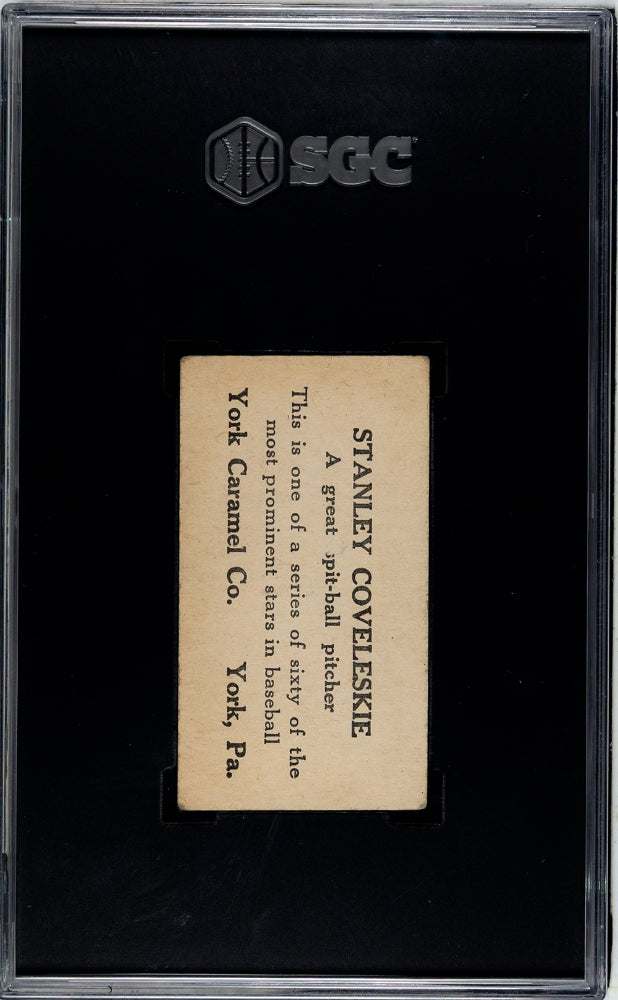 SGC
STANLEY COVELESKIE
A great spit-ball pitcher
This is one of a series of sixty of the
most prominent stars in baseball
York Caramel Co. York, Pa.